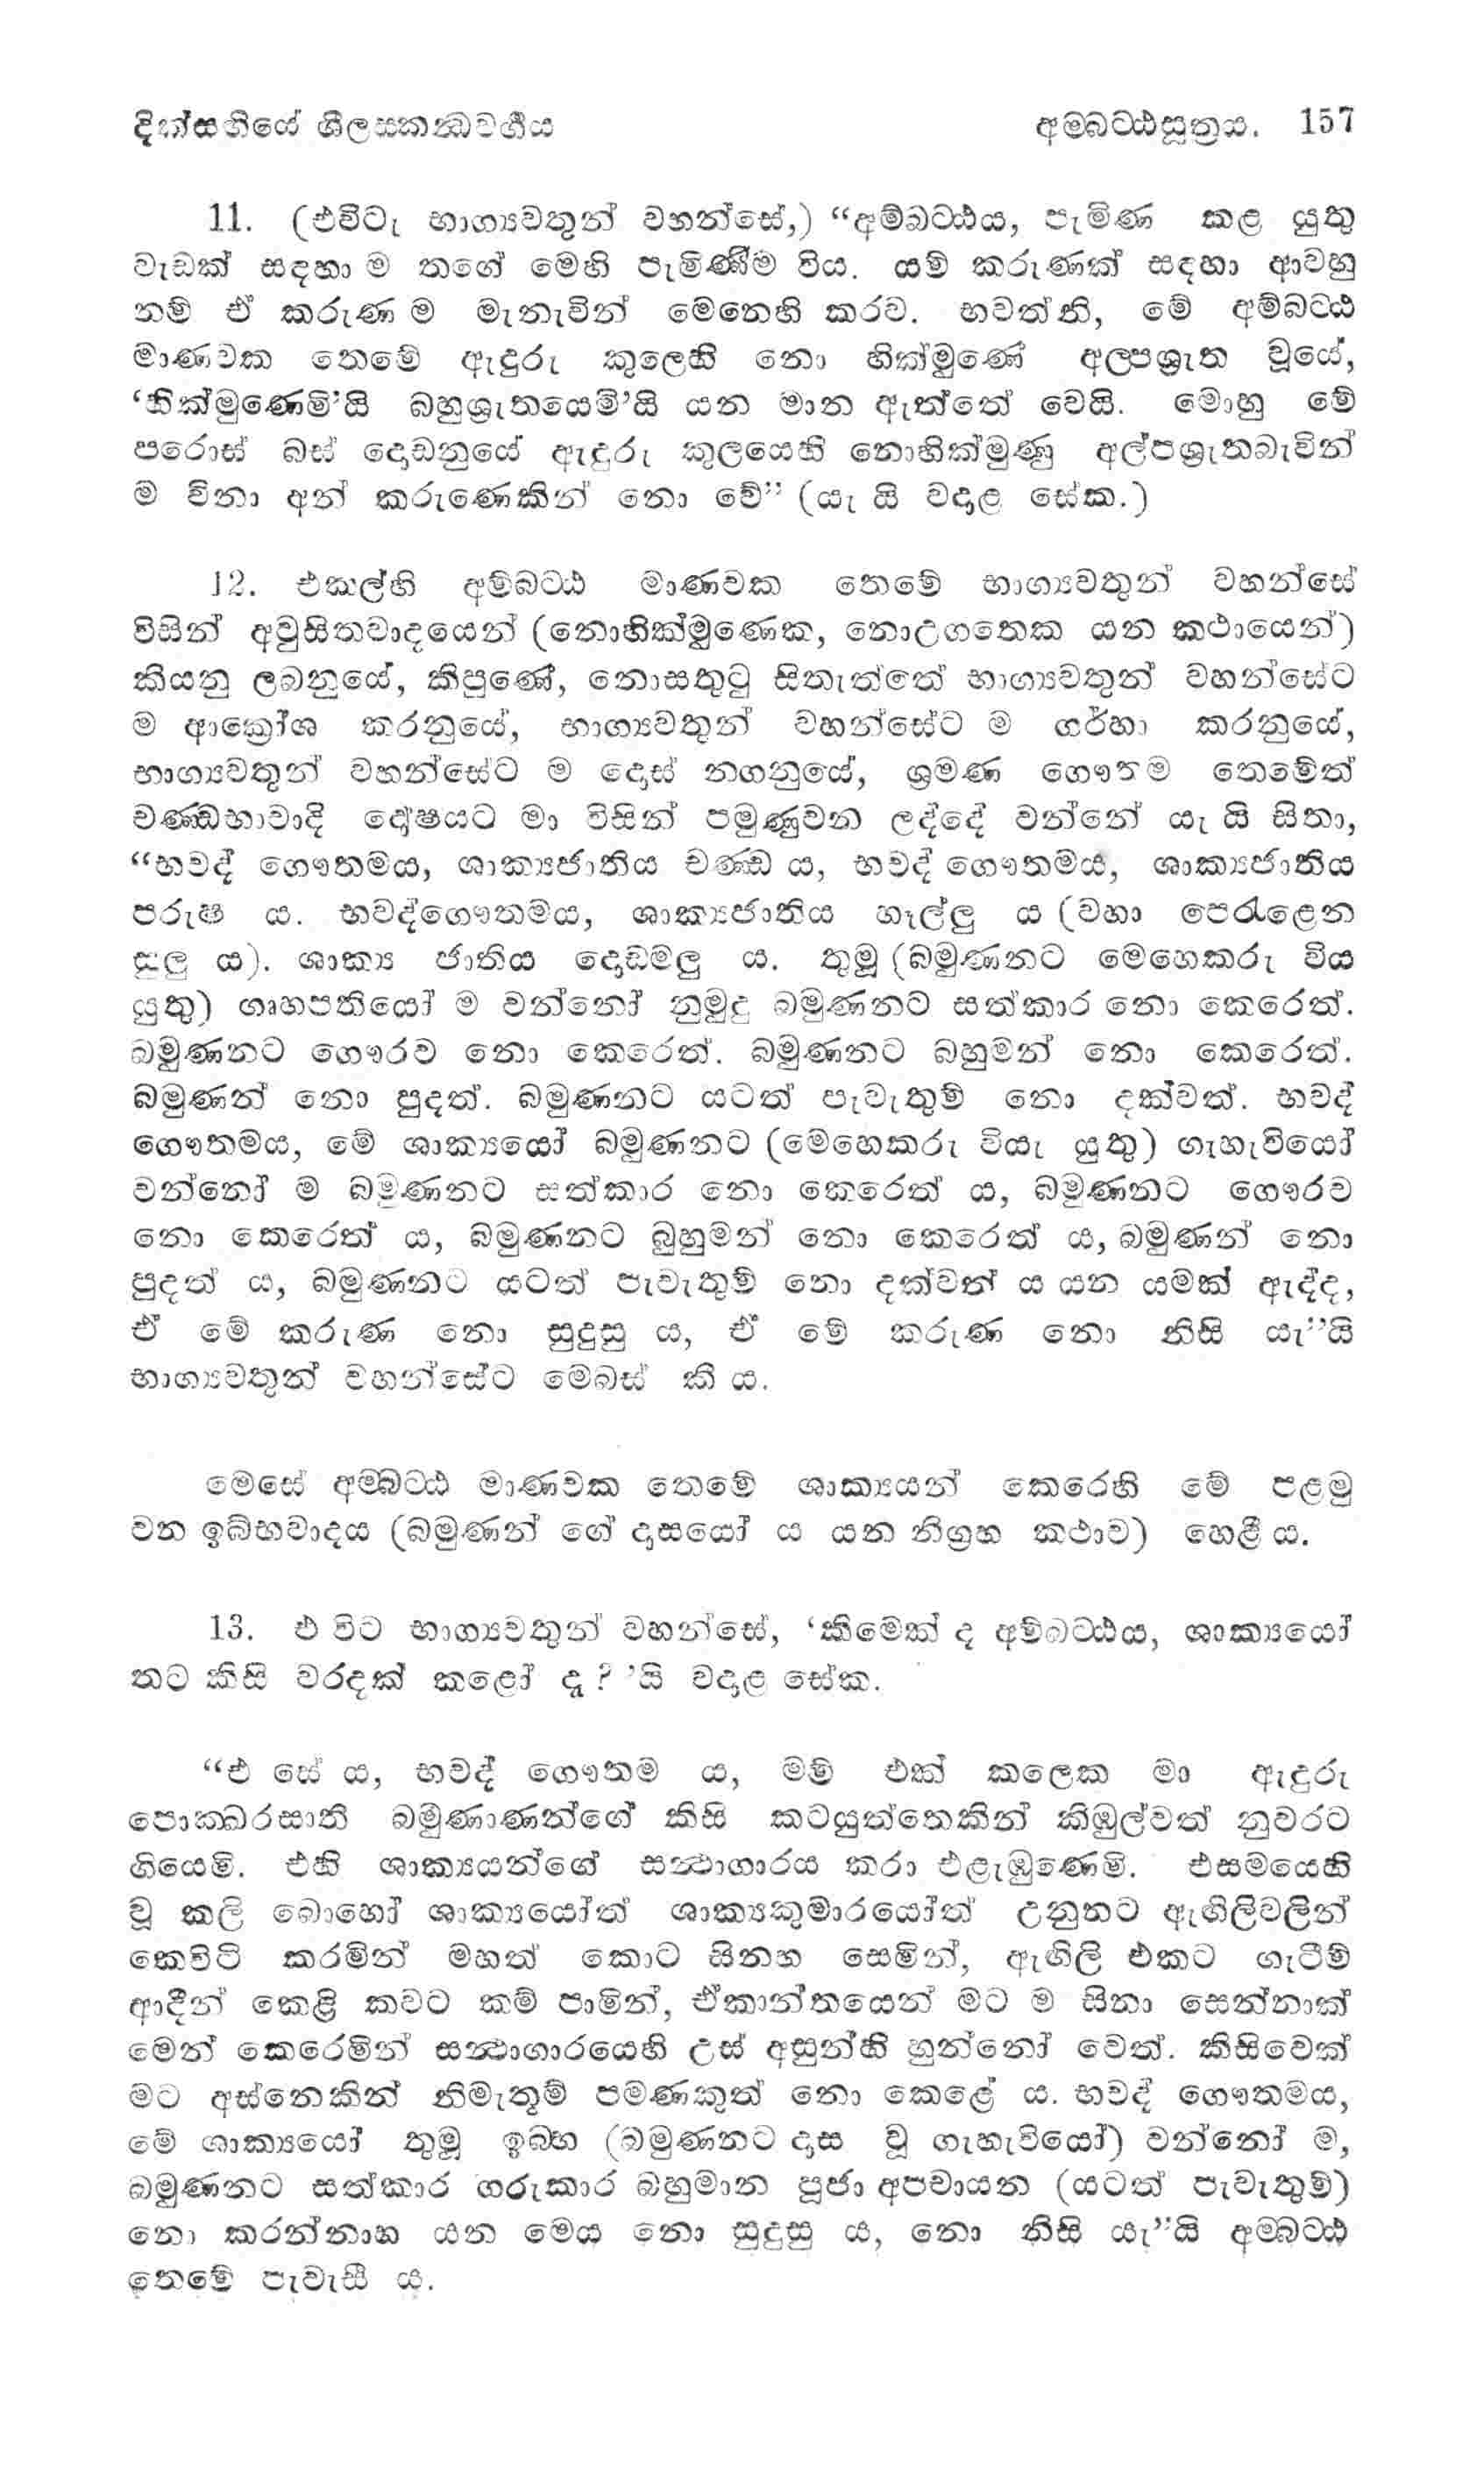 දික්සඟියේ ශීලස්කන්ධවර්‍ගය අම්බට්ඨසූත්‍රය. 157
11. (එවිටැ භාග්‍යවතුන් වහන්සේ,) “අම්බට්ඨය, පැමිණ කළ යුතු
වැඩක් සඳහා ම තගේ මෙහි පැමිණීම විය. යම් කරුණක් සඳහා ආවහු
නම් ඒ කරුණ ම මැනැවින් මෙනෙහි කරව. භවත්නි, මේ අම්බට්ඨ
මාණවක තෙමේ ඇදුරු කුලෙහි නො හික්මුණේ අල්පශ්‍රුත වූයේ,
‘හික්මුණෙමි’යි බහුශ්‍රුතයෙමි’යි යන මාන ඇත්තේ වෙයි. මොහු මේ
පරොස් බස් දොඩනුයේ ඇදුරු කුලයෙහි නොහික්මුණු අල්පශ්‍රුතබැවින්
ම විනා අන් කරුණෙකින් නො වේ” (යැ යි වදාළ සේක.)
12. එකල්හි අම්බට්ඨ මාණවක තෙමේ භාග්‍යවතුන් වහන්සේ
විසින් අවුසිතවාදයෙන් (නොහික්මුණෙක, නොඋගතෙක යන කථායෙන්)
කියනු ලබනුයේ, කිපුණේ, නොසතුටු සිතැත්තේ භාග්‍යවතුන් වහන්සේට
ම ආක්‍රෝශ කරනුයේ, භාග්‍යවතුන් වහන්සේට ම ගර්හා කරනුයේ,
භාග්‍යවතූන් වහන්සේට ම දොස් නගනුයේ, ශ්‍රමණ ගෞතම තෙමේත්
චණ්ඩභාවාදි දෝෂයට මා විසින් පමුණුවන ලද්දේ වන්නේ යැ යි සිතා,
“භවද් ගෞතමය, ශාක්‍යජාතිය චණ්ඩ ය, භවද් ගෞතමය, ශාක්‍යජාතිය
පරුෂ ය. භවද්ගෞතමය, ශාක්‍යජාතිය හෑල්ලු ය (වහා පෙරැළෙන
සුලු ය). ශාක්‍ය ජාතිය දොඩමලු ය. තුමූ (බමුණනට මෙහෙකරු විය
යුතු) ගෘහපතියෝ ම වන්නෝ නුමුදු බමුණනට සත්කාර නො කෙරෙත්.
බමුණනට ගෞරව නො කෙරෙත්. බමුණනට බහුමන් නො කෙරෙත්.
බමුණන් නො පුදත්. බමුණනට යටත් පැවැතුම් නො දක්වත්. භවද්
ගෞතමය, මේ ශාක්‍යයෝ බමුණනට (මෙහෙකරු වියැ යුතු) ගැහැවියෝ
වන්නෝ ම බමුණනට සත්කාර නො කෙරෙත් ය, බමුණනට ගෞරව
නො කෙරෙත් ය, බමුණනට බුහුමන් නො කෙරෙත් ය, බමුණන් නො
පුදත් ය, බමුණනට යටත් පැවැතුම් නො දක්වත් ය යන යමක් ඇද්ද,
ඒ මේ කරුණ නො සුදුසු ය, ඒ මේ කරුණ නො නිසි යැ”යි
භාග්‍යවතුන් වහන්සේට මෙබස් කී ය.
මෙසේ අම්බට්ඨ මාණවක තෙමේ ශාක්‍යයන් කෙරෙහි මේ පළමු
වන ඉබ්භවාදය (බමුණන් ගේ දාසයෝ ය යන නිග්‍රහ කථාව) හෙළී ය.
13. එ විට භාග්‍යවතුන් වහන්සේ, ‘කිමෙක් ද අම්බට්ඨය, ශාක්‍යයෝ
තට කිසි වරදක් කළෝ දැ ? ’යි වදාළ සේක.
“එ සේ ය, භවද් ගෞතම ය, මම් එක් කලෙක මා ඇදුරු
පොක්ඛරසාති බමුණාණන්ගේ කිසි කටයුත්තෙකින් කිඹුල්වත් නුවරට
ගියෙමි. එහි ශාක්‍යයන්ගේ සන්ථාගාරය කරා එළැඹුණෙමි. එසමයෙහි
වූ කලි බොහෝ ශාක්‍යයෝත් ශාක්‍යකුමාරයෝත් උනුනට ඇඟිලිවලින්
කෙවිටි කරමින් මහත් කොට සිනහ සෙමින්, ඇඟිලි එකට ගැටීම්
ආදීන් කෙළි කවට කම් පාමින්, ඒකාන්තයෙන් මට ම සිනා සෙන්නාක්
මෙන් කෙරෙමින් සන්ථාගාරයෙහි උස් අසුන්හි හුන්නෝ වෙත්. කිසිවෙක්
මට අස්නෙකින් නිමැතුම් පමණකුත් නො කෙළේ ය. භවද් ගෞතමය,
මේ ශාක්‍යයෝ තුමූ ඉබ්භ (බමුණනට දාස වූ ගැහැවියෝ) වන්නෝ ම,
බමුණනට සත්කාර ගරුකාර බහුමාන පූජා අපචායන (යටත් පැවැතුම්)
නො කරන්නාහ යන මෙය නො සුදුසු ය, නො නිසි යැ”යි අම්බට්ඨ
තෙමේ පැවැසී ය.